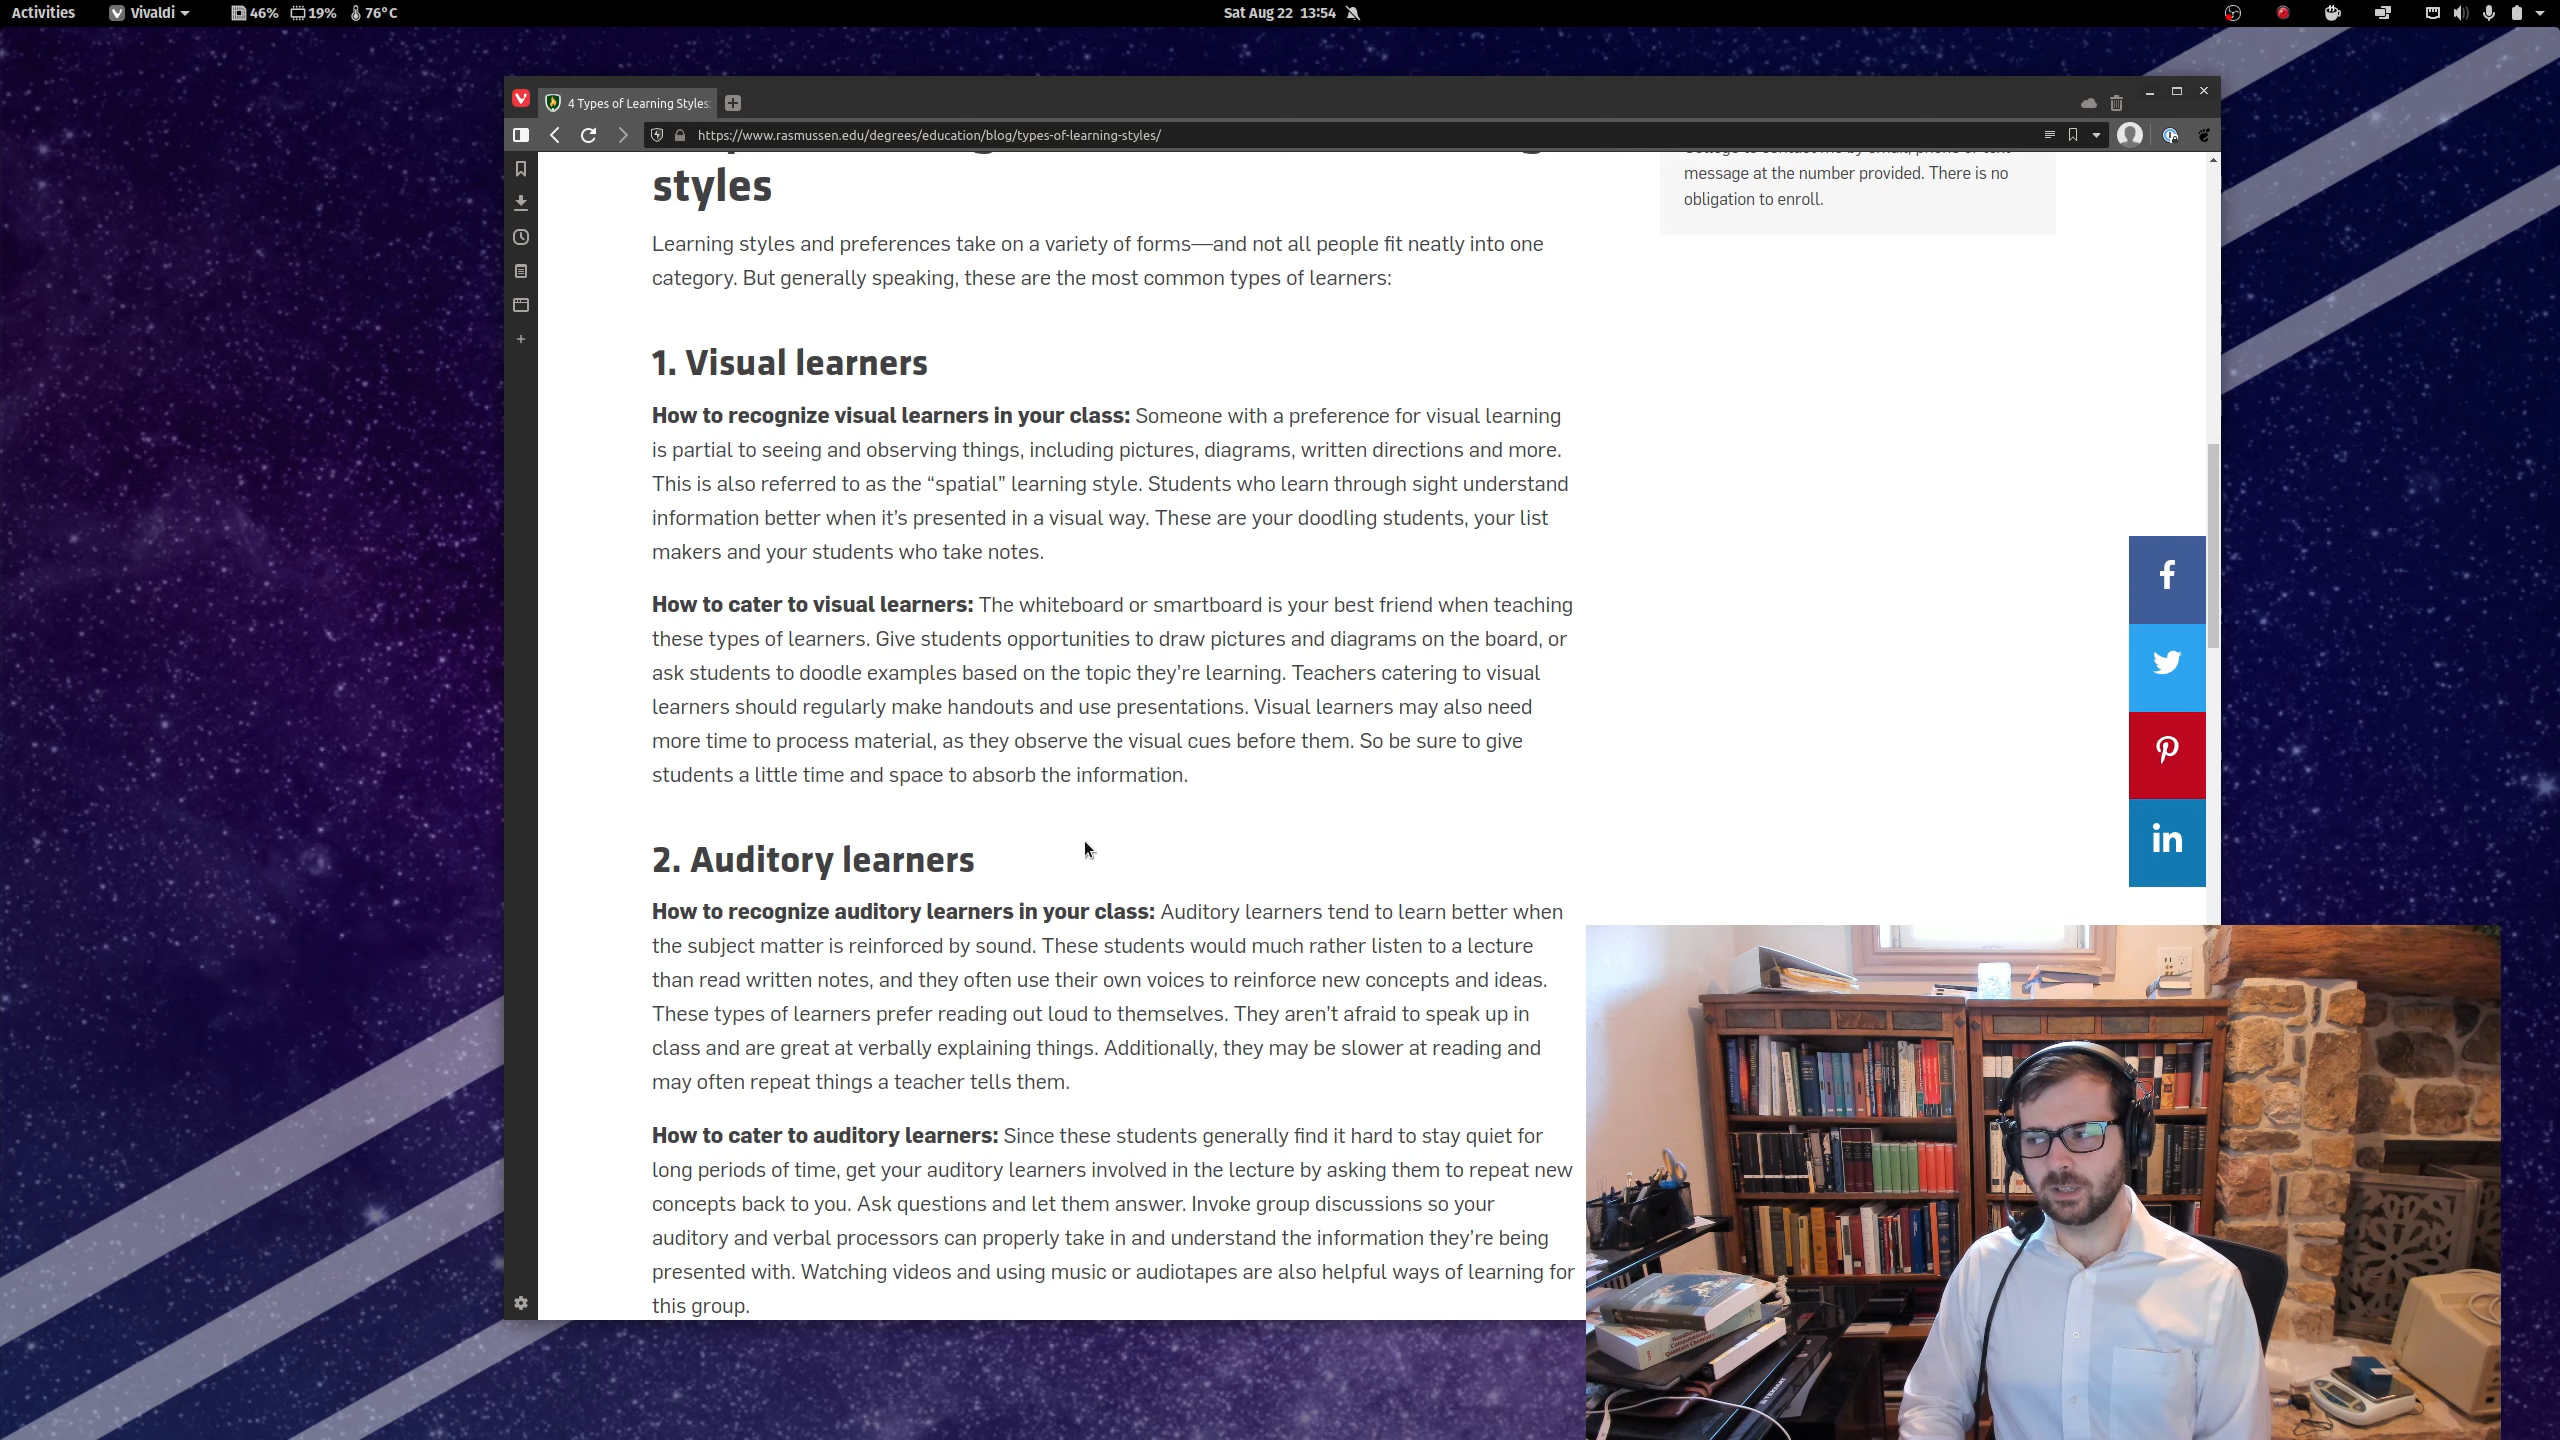 Activities
Vivaldi
46%
19%
76°C
Sat Aug 22 13:54
4 Types of Learning Styles:
https://www.rasmussen.edu/degrees/education/blog/types-of-learning-styles/
styles
message at the number provided. There is no
obligation to enroll.
Learning styles and preferences take on a variety of forms—and not all people fit neatly into one
category. But generally speaking, these are the most common types of learners:
1. Visual learners
How to recognize visual learners in your class: Someone with a preference for visual learning
is partial to seeing and observing things, including pictures, diagrams, written directions and more.
This is also referred to as the “spatial” learning style. Students who learn through sight understand
information better when it’s presented in a visual way. These are your doodling students, your list
makers and your students who take notes.
How to cater to visual learners: The whiteboard or smartboard is your best friend when teaching
these types of learners. Give students opportunities to draw pictures and diagrams on the board, or
ask students to doodle examples based on the topic they’re learning. Teachers catering to visual
learners should regularly make handouts and use presentations. Visual learners may also need
more time to process material, as they observe the visual cues before them. So be sure to give
students a little time and space to absorb the information.
2. Auditory learners
How to recognize auditory learners in your class: Auditory learners tend to learn better when
the subject matter is reinforced by sound. These students would much rather listen to a lecture
than read written notes, and they often use their own voices to reinforce new concepts and ideas.
These types of learners prefer reading out loud to themselves. They aren’t afraid to speak up in
class and are great at verbally explaining things. Additionally, they may be slower at reading and
may often repeat things a teacher tells them.
How to cater to auditory learners: Since these students generally find it hard to stay quiet for
long periods of time, get your auditory learners involved in the lecture by asking them to repeat new
concepts back to you. Ask questions and let them answer. Invoke group discussions so your
auditory and verbal processors can properly take in and understand the information they’re being
presented with. Watching videos and using music or audiotapes are also helpful ways of learning for
this group.